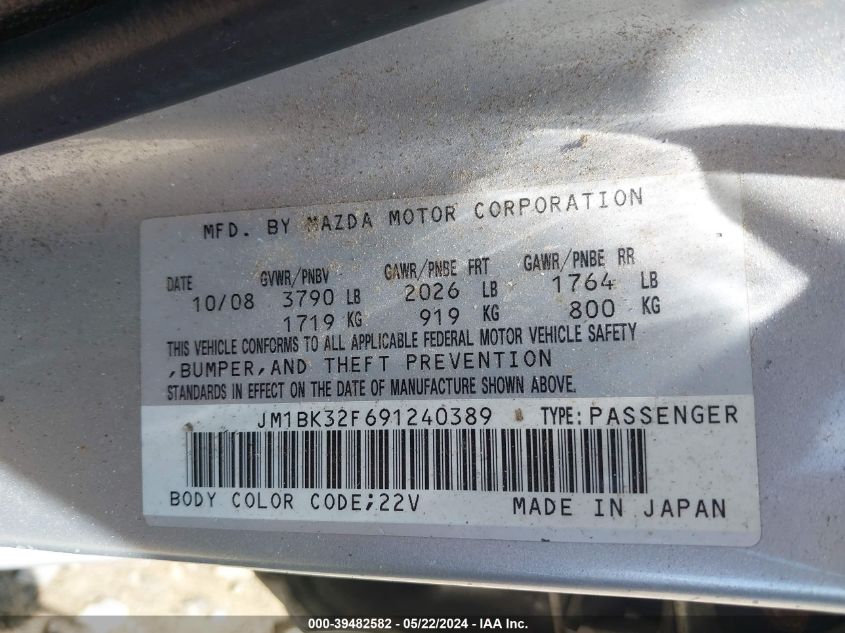 MFD. BY MAZDA MOTOR CORPORATION
DATE GVWR/PNBV GAWR/PNBE FRT GAWR/PNBE RR
10/08 3790 LB 2026 LB 1764 LB
1719 KG 919 KG 800 KG
THIS VEHICLE CONFORMS TO ALL APPLICABLE FEDERAL MOTOR VEHICLE SAFETY
,BUMPER,AND THEFT PREVENTION
STANDARDS IN EFFECT ON THE DATE OF MANUFACTURE SHOWN ABOVE.
JM1BK32F691240389 TYPE: PASSENGER
BODY COLOR CODE;22V MADE IN JAPAN
000-39482582 - 05/22/2024 - IAA Inc.